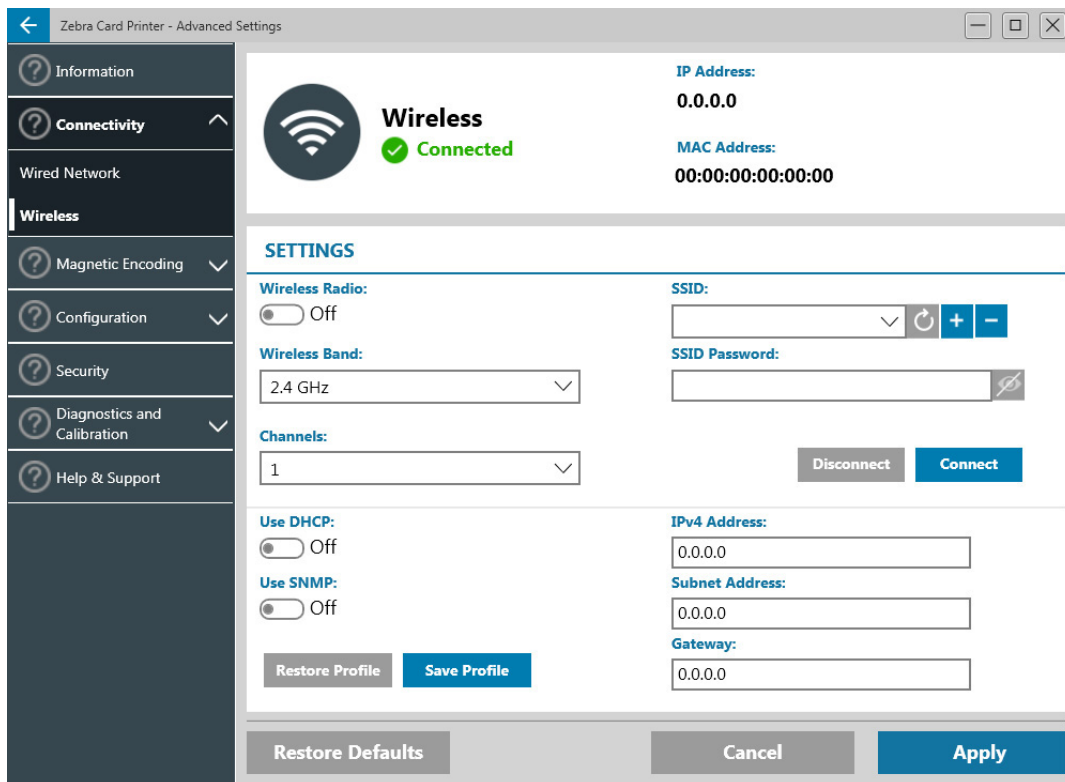 Zebra Card Printer - Advanced Settings
Information
Connectivity
Wired Network
Wireless
Magnetic Encoding
Configuration
Security
Diagnostics and
Calibration
Help & Support
Wireless
Connected
IP Address:
0.0.0.0
MAC Address:
00:00:00:00:00:00
SETTINGS
Wireless Radio:
Off
Wireless Band:
2.4 GHz
Channels:
1
SSID:
SSID Password:
Disconnect
Connect
Use DHCP:
Off
Use SNMP:
Off
Restore Profile
Save Profile
IPv4 Address:
0.0.0.0
Subnet Address:
0.0.0.0
Gateway:
0.0.0.0
Restore Defaults
Cancel
Apply